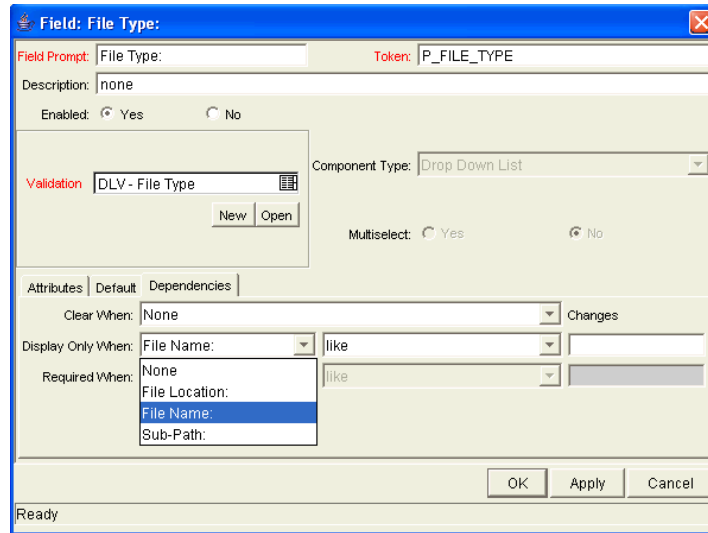 Field: File Type:
Field Prompt: File Type: Token: P_FILE_TYPE
Description: none
Enabled: Yes No
Validation DLV - File Type Component Type: Drop Down List
New Open Multiselect: Yes No
Attributes Default Dependencies
Clear When: None Changes
Display Only When: File Name: like
Required When: like
None
File Location:
File Name:
Sub-Path:
OK Apply Cancel
Ready